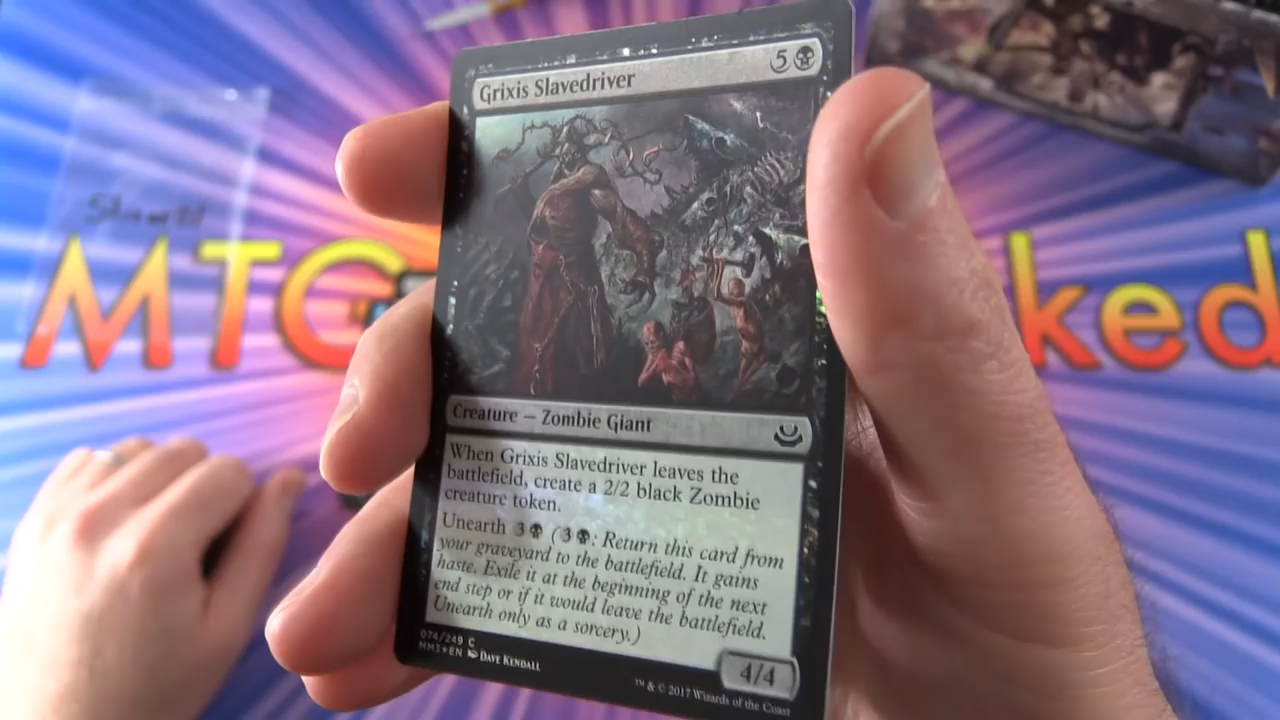 Grixis Slavedriver 5
MTG ked
Creature — Zombie Giant
When Grixis Slavedriver leaves the
battlefield, create a 2/2 black Zombie
creature token.
Unearth 3 (3: Return this card from
your graveyard to the battlefield. It gains
haste. Exile it at the beginning of the next
end step or if it would leave the battlefield.
Unearth only as a sorcery.)
4/4
074/249 C
MM3★EN DAVE KENDALL
™ & © 2017 Wizards of the Coast